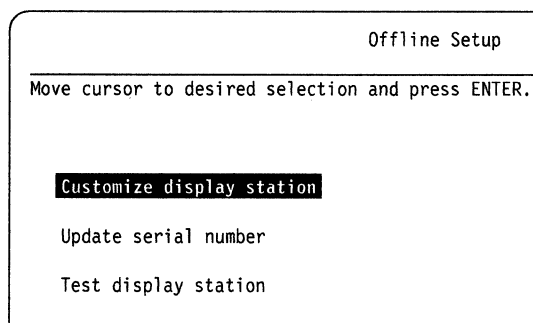 Offline Setup
Move cursor to desired selection and press ENTER.
Customize display station
Update serial number
Test display station